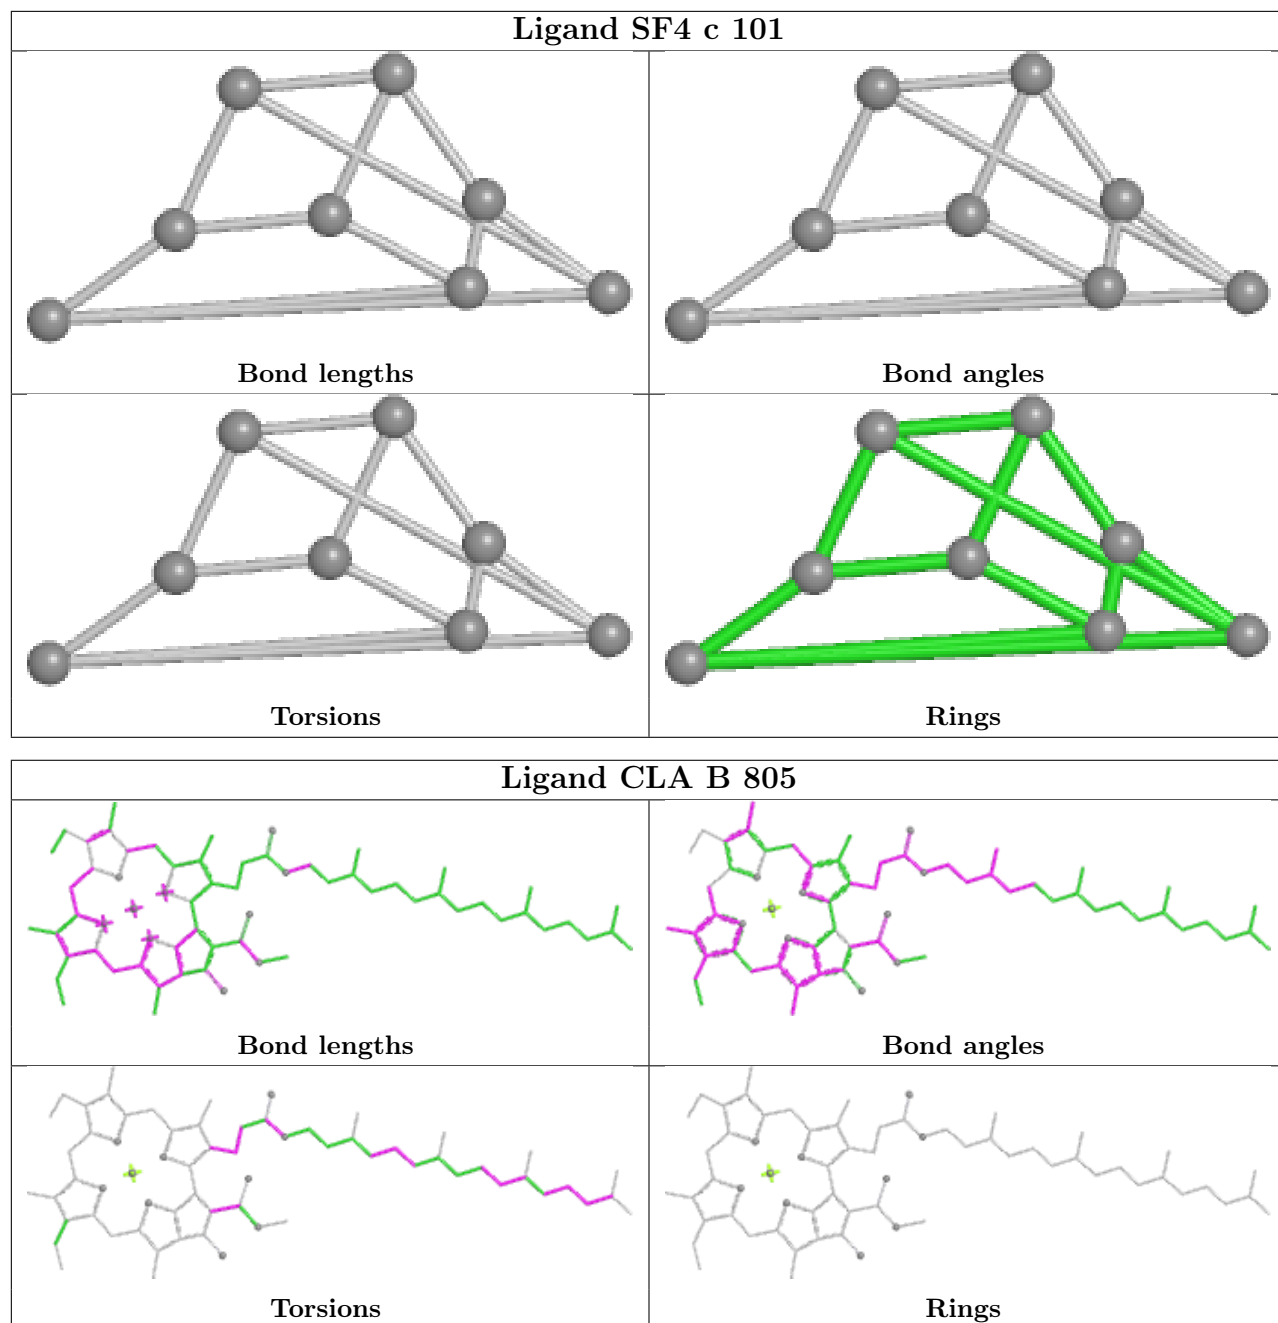 Ligand SF4 c 101
Bond lengths
Bond angles
Torsions
Rings
Ligand CLA B 805
Bond lengths
Bond angles
Torsions
Rings